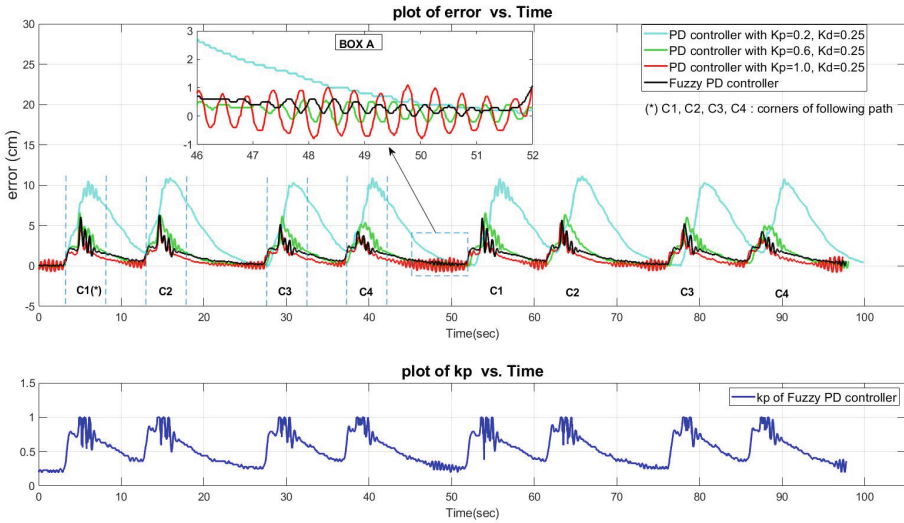 plot of error vs. Time
error (cm)
30
25
20
15
10
5
0
-5
BOX A
3
2
1
0
-1
46 47 48 49 50 51 52
PD controller with Kp=0.2, Kd=0.25
PD controller with Kp=0.6, Kd=0.25
PD controller with Kp=1.0, Kd=0.25
Fuzzy PD controller
(*) C1, C2, C3, C4 : corners of following path
C1(*) C2 C3 C4 C1 C2 C3 C4
0 10 20 30 40 50 60 70 80 90 100
Time(sec)
plot of kp vs. Time
1.5
1
0.5
0
kp of Fuzzy PD controller
0 10 20 30 40 50 60 70 80 90 100
Time(sec)